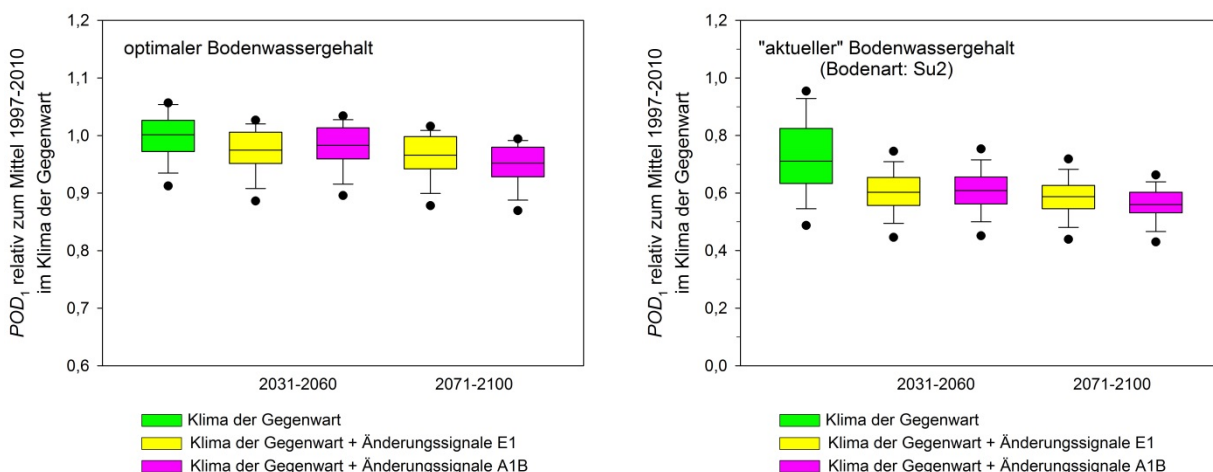 optimaler Bodenwassergehalt
POD₁ relativ zum Mittel 1997-2010
im Klima der Gegenwart
1,2
1,1
1,0
0,9
0,8
0,7
0,6
2031-2060
2071-2100
Klima der Gegenwart
Klima der Gegenwart + Änderungssignale E1
Klima der Gegenwart + Änderungssignale A1B
"aktueller" Bodenwassergehalt
(Bodenart: Su2)
POD₁ relativ zum Mittel 1997-2010
im Klima der Gegenwart
1,2
1,0
0,8
0,6
0,4
0,2
0,0
2031-2060
2071-2100
Klima der Gegenwart
Klima der Gegenwart + Änderungssignale E1
Klima der Gegenwart + Änderungssignale A1B